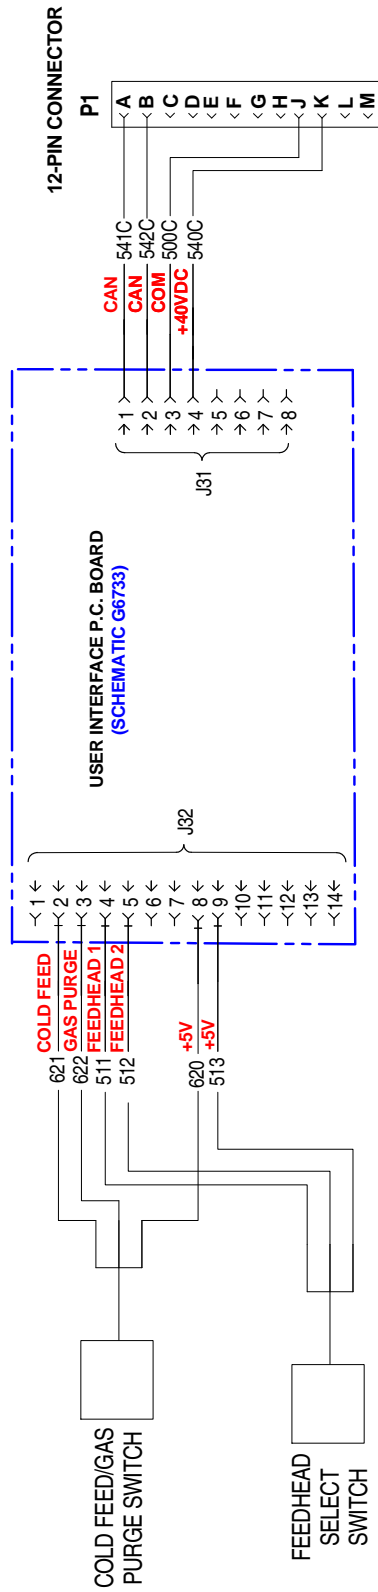 COLD FEED/GAS
PURGE SWITCH
FEEDHEAD
SELECT
SWITCH
621
622
511
512
620
513
COLD FEED
GAS PURGE
FEEDHEAD 1
FEEDHEAD 2
+5V
+5V
1
2
3
4
5
6
7
8
9
10
11
12
13
14
J32
USER INTERFACE P.C. BOARD
(SCHEMATIC G6733)
J31
1
2
3
4
5
6
7
8
CAN
CAN
COM
+40VDC
541C
542C
500C
540C
12-PIN CONNECTOR
P1
A
B
C
D
E
F
G
H
J
K
L
M